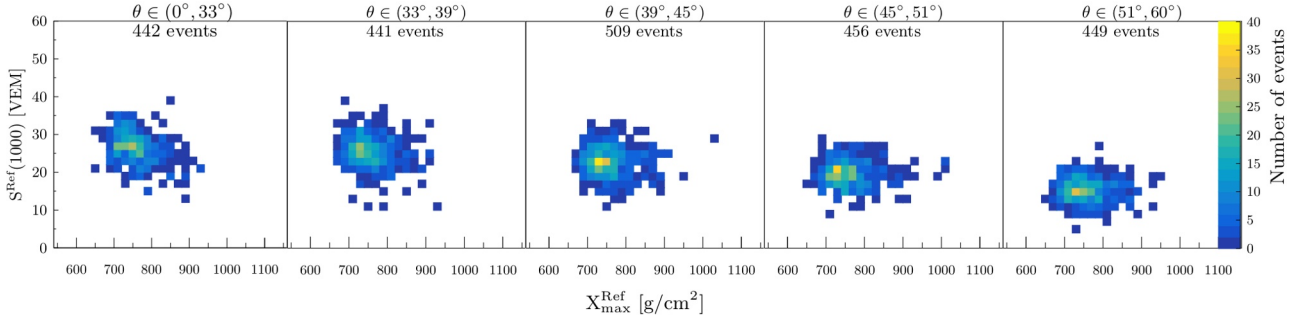 θ ∈ (0°, 33°)
θ ∈ (33°, 39°)
θ ∈ (39°, 45°)
θ ∈ (45°, 51°)
θ ∈ (51°, 60°)
442 events
441 events
509 events
456 events
449 events
S^Ref(1000) [VEM]
60
50
40
30
20
10
0
600 700 800 900 1000 1100
600 700 800 900 1000 1100
600 700 800 900 1000 1100
600 700 800 900 1000 1100
600 700 800 900 1000 1100
X_max^Ref [g/cm²]
40
35
30
25
20
15
10
5
0
Number of events